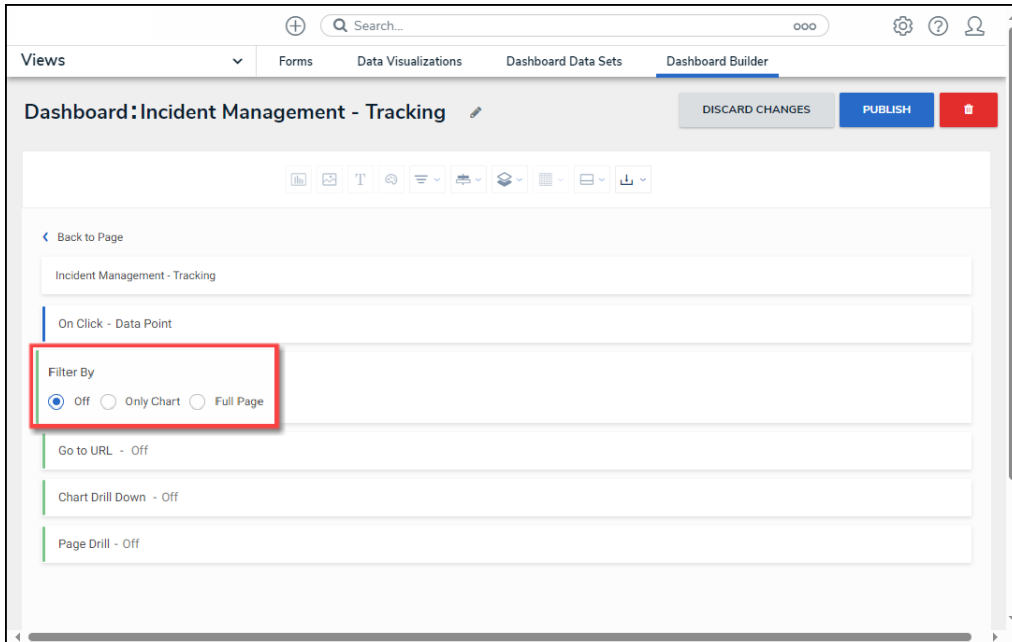 Search...
Views
Forms
Data Visualizations
Dashboard Data Sets
Dashboard Builder
Dashboard: Incident Management - Tracking
DISCARD CHANGES
PUBLISH
T
Back to Page
Incident Management - Tracking
On Click - Data Point
Filter By
Off
Only Chart
Full Page
Go to URL - Off
Chart Drill Down - Off
Page Drill - Off